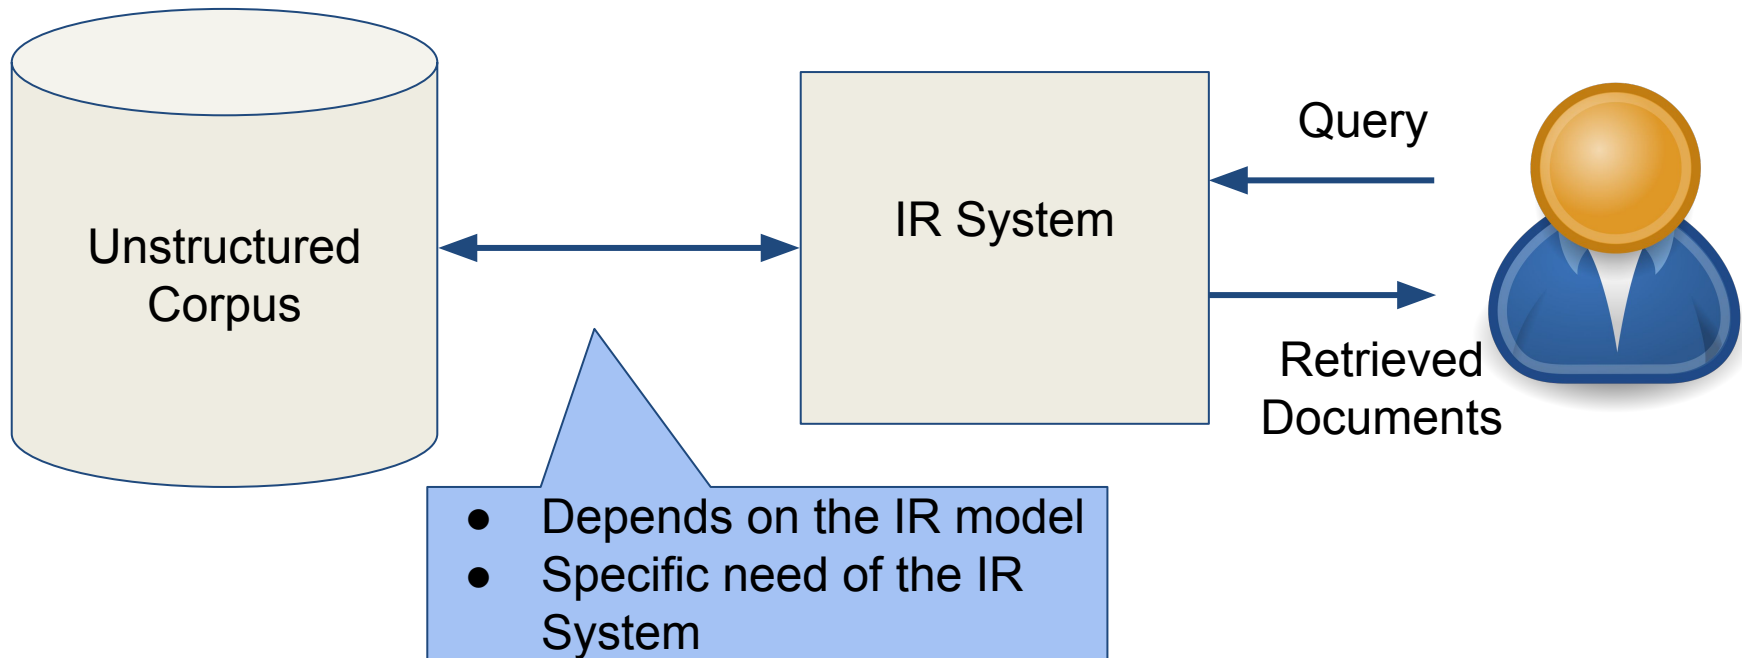 Unstructured
Corpus
IR System
Query
Retrieved
Documents
● Depends on the IR model
● Specific need of the IR
System